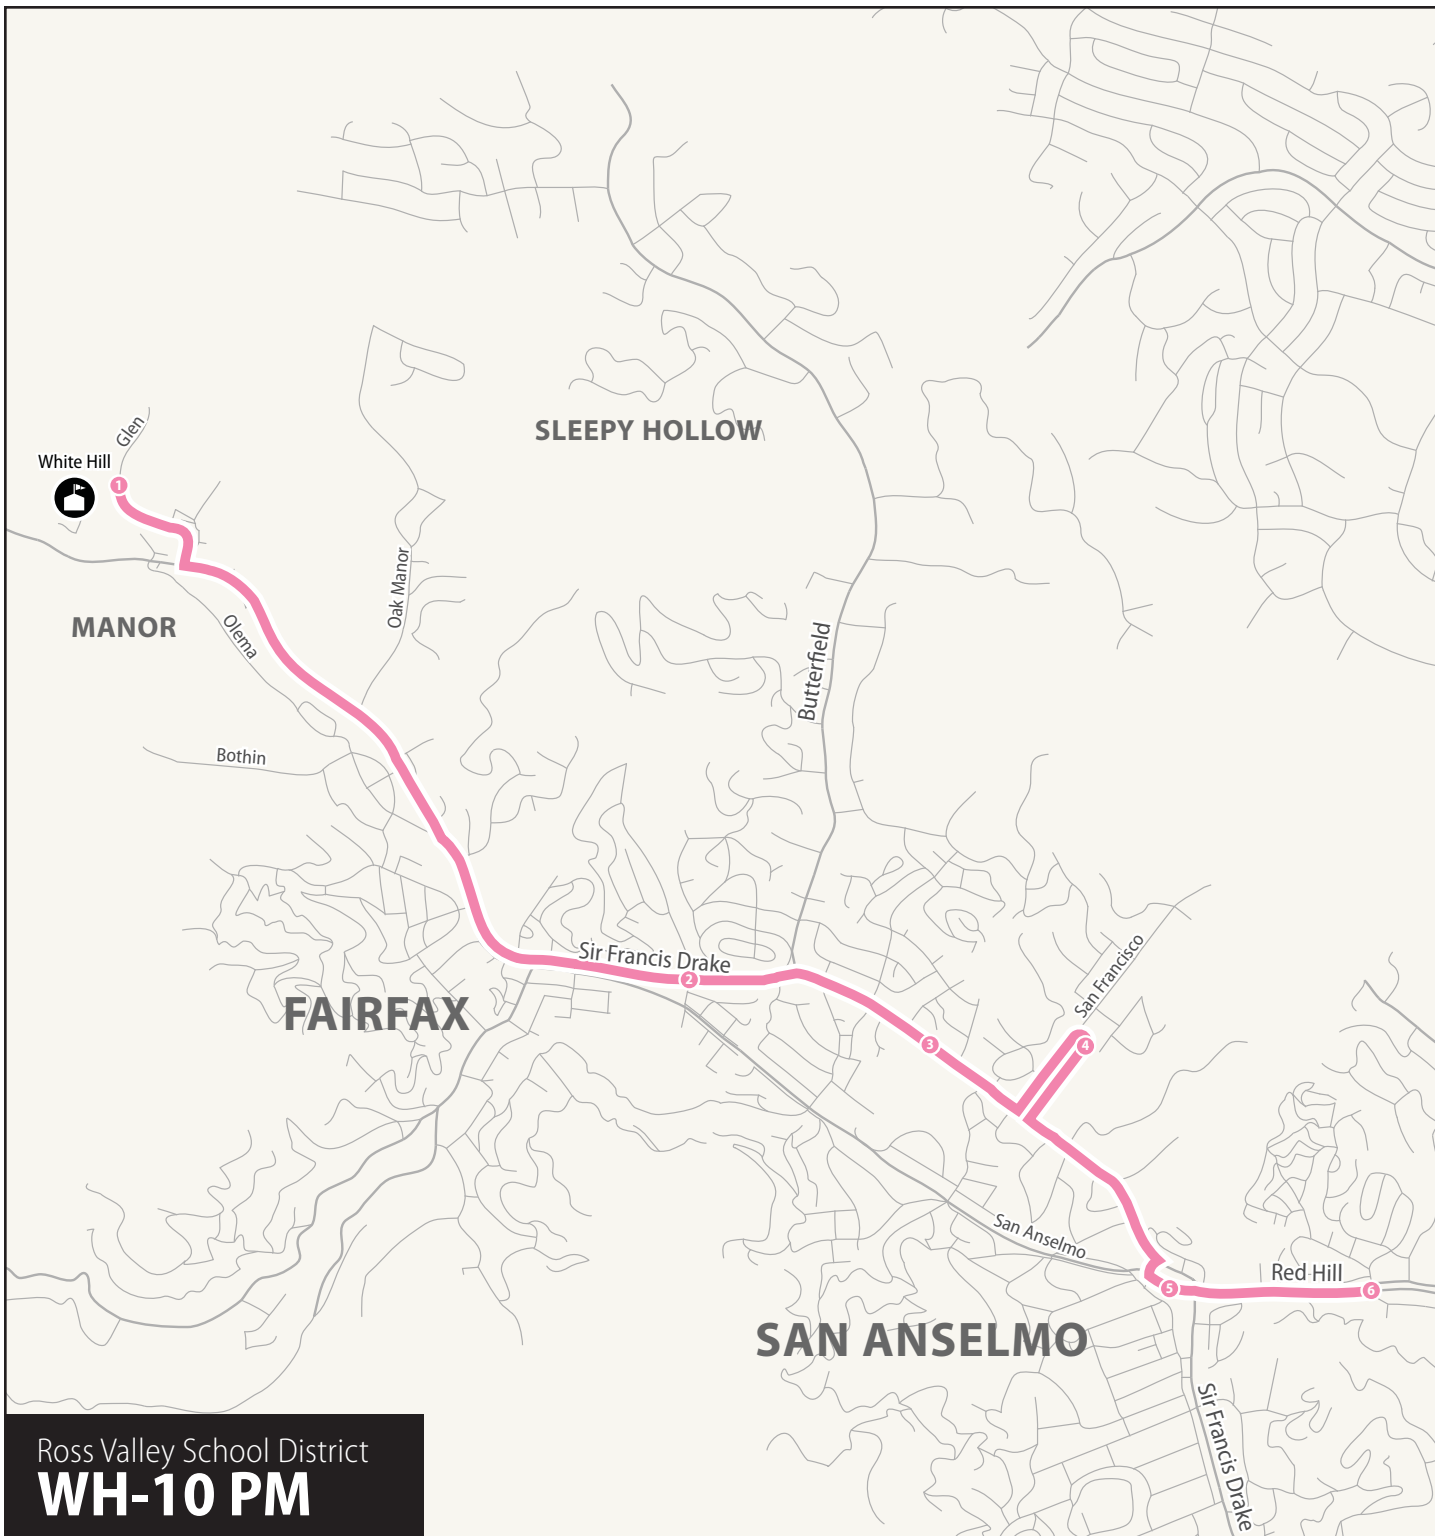 SLEEPY HOLLOW
Glen
White Hill
1
Oak Manor
MANOR
Olema
Butterfield
Bothin
San Francisco
Sir Francis Drake
2
FAIRFAX
3
4
San Anselmo
Red Hill
5
6
SAN ANSELMO
Sir Francis Drake
Ross Valley School District
WH-10 PM